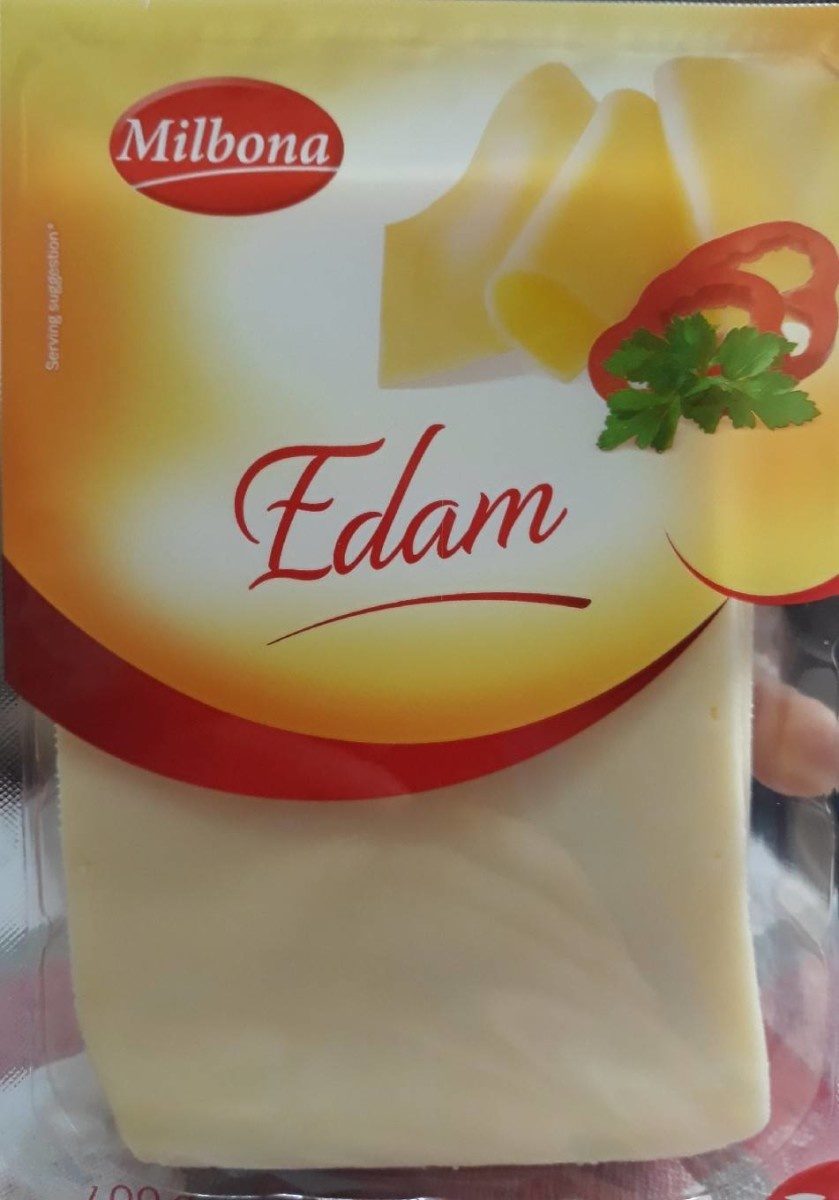 Milbona
Serving suggestion*
Edam